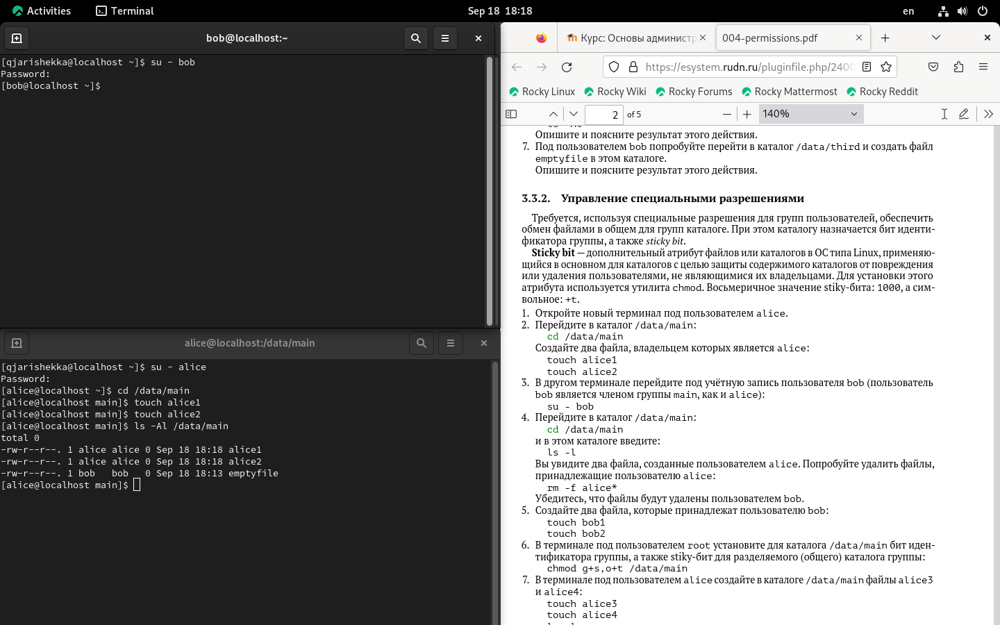 Activities Terminal Sep 18 18:18 en
bob@localhost:~
[qjarishekka@localhost ~]$ su - bob
Password:
[bob@localhost ~]$
alice@localhost:/data/main
[qjarishekka@localhost ~]$ su - alice
Password:
[alice@localhost ~]$ cd /data/main
[alice@localhost main]$ touch alice1
[alice@localhost main]$ touch alice2
[alice@localhost main]$ ls -Al /data/main
total 0
-rw-r--r--. 1 alice alice 0 Sep 18 18:18 alice1
-rw-r--r--. 1 alice alice 0 Sep 18 18:18 alice2
-rw-r--r--. 1 bob   bob   0 Sep 18 18:13 emptyfile
[alice@localhost main]$
Курс: Основы администр 004-permissions.pdf
https://esystem.rudn.ru/pluginfile.php/2400
Rocky Linux Rocky Wiki Rocky Forums Rocky Mattermost Rocky Reddit
2 of 5 140%
Опишите и поясните результат этого действия.
7. Под пользователем bob попробуйте перейти в каталог /data/third и создать файл
emptyfile в этом каталоге.
Опишите и поясните результат этого действия.
3.3.2. Управление специальными разрешениями
Требуется, используя специальные разрешения для групп пользователей, обеспечить
обмен файлами в общем для групп каталоге. При этом каталогу назначается бит иденти-
фикатора группы, а также sticky bit.
Sticky bit — дополнительный атрибут файлов или каталогов в ОС типа Linux, применяю-
щийся в основном для каталогов с целью защиты содержимого каталогов от повреждения
или удаления пользователями, не являющимися их владельцами. Для установки этого
атрибута используется утилита chmod. Восьмеричное значение stiky-бита: 1000, а сим-
вольное: +t.
1. Откройте новый терминал под пользователем alice.
2. Перейдите в каталог /data/main:
cd /data/main
Создайте два файла, владельцем которых является alice:
touch alice1
touch alice2
3. В другом терминале перейдите под учётную запись пользователя bob (пользователь
bob является членом группы main, как и alice):
su - bob
4. Перейдите в каталог /data/main:
cd /data/main
и в этом каталоге введите:
ls -l
Вы увидите два файла, созданные пользователем alice. Попробуйте удалить файлы,
принадлежащие пользователю alice:
rm -f alice*
Убедитесь, что файлы будут удалены пользователем bob.
5. Создайте два файла, которые принадлежат пользователю bob:
touch bob1
touch bob2
6. В терминале под пользователем root установите для каталога /data/main бит иден-
тификатора группы, а также stiky-бит для разделяемого (общего) каталога группы:
chmod g+s,o+t /data/main
7. В терминале под пользователем alice создайте в каталоге /data/main файлы alice3
и alice4:
touch alice3
touch alice4